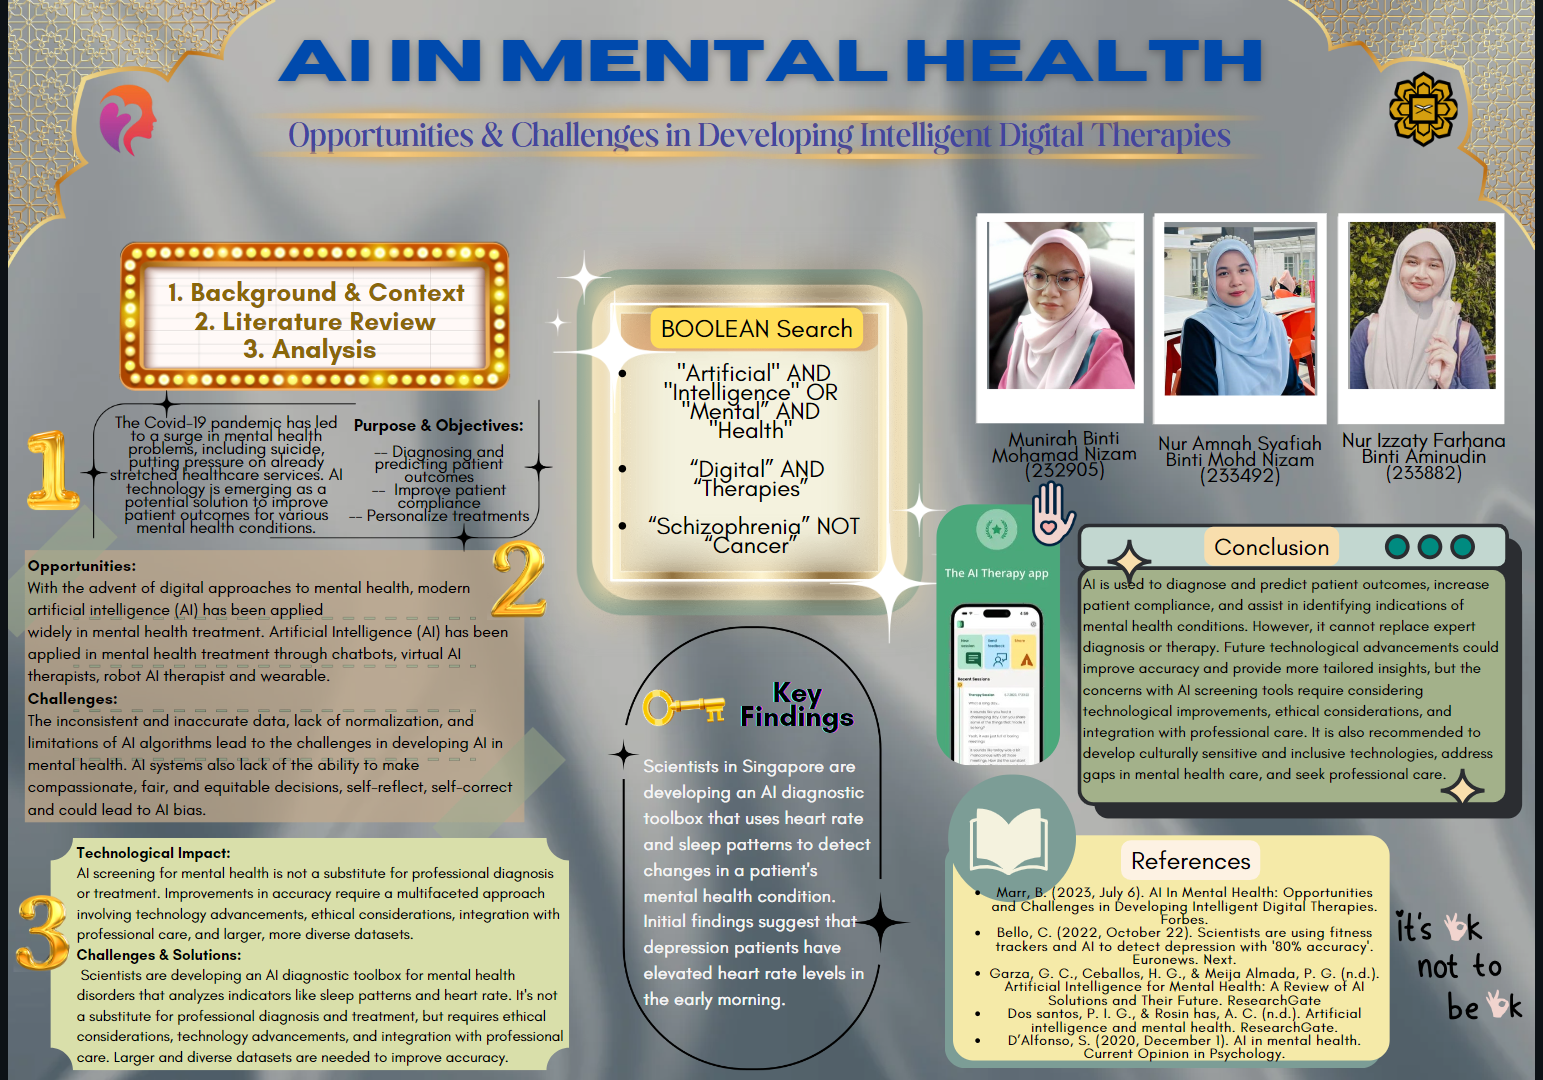 AI IN MENTAL HEALTH
Opportunities & Challenges in Developing Intelligent Digital Therapies
1. Background & Context
2. Literature Review
3. Analysis
1
The Covid-19 pandemic has led
to a surge in mental health
problems, including suicide,
putting pressure on already
stretched healthcare services. AI
technology is emerging as a
potential solution to improve
patient outcomes for various
mental health conditions.
Purpose & Objectives:
-- Diagnosing and
predicting patient
outcomes
-- Improve patient
compliance
-- Personalize treatments
2
Opportunities:
With the advent of digital approaches to mental health, modern
artificial intelligence (AI) has been applied
widely in mental health treatment. Artificial Intelligence (AI) has been
applied in mental health treatment through chatbots, virtual AI
therapists, robot AI therapist and wearable.
Challenges:
The inconsistent and inaccurate data, lack of normalization, and
limitations of AI algorithms lead to the challenges in developing AI in
mental health. AI systems also lack of the ability to make
compassionate, fair, and equitable decisions, self-reflect, self-correct
and could lead to AI bias.
3
Technological Impact:
AI screening for mental health is not a substitute for professional diagnosis
or treatment. Improvements in accuracy require a multifaceted approach
involving technology advancements, ethical considerations, integration with
professional care, and larger, more diverse datasets.
Challenges & Solutions:
Scientists are developing an AI diagnostic toolbox for mental health
disorders that analyzes indicators like sleep patterns and heart rate. It's not
a substitute for professional diagnosis and treatment, but requires ethical
considerations, technology advancements, and integration with professional
care. Larger and diverse datasets are needed to improve accuracy.
BOOLEAN Search
• "Artificial" AND
"Intelligence" OR
"Mental" AND
"Health"
• “Digital” AND
“Therapies”
• “Schizophrenia” NOT
“Cancer”
Key
Findings
Scientists in Singapore are
developing an AI diagnostic
toolbox that uses heart rate
and sleep patterns to detect
changes in a patient's
mental health condition.
Initial findings suggest that
depression patients have
elevated heart rate levels in
the early morning.
Munirah Binti
Mohamad Nizam
(232905)
Nur Amnah Syafiah
Binti Mohd Nizam
(233492)
Nur Izzaty Farhana
Binti Aminudin
(233882)
The AI Therapy app
Recent Sessions
Therapy Session
Conclusion
AI is used to diagnose and predict patient outcomes, increase
patient compliance, and assist in identifying indications of
mental health conditions. However, it cannot replace expert
diagnosis or therapy. Future technological advancements could
improve accuracy and provide more tailored insights, but the
concerns with AI screening tools require considering
technological improvements, ethical considerations, and
integration with professional care. It is also recommended to
develop culturally sensitive and inclusive technologies, address
gaps in mental health care, and seek professional care.
References
• Marr, B. (2023, July 6). AI In Mental Health: Opportunities
and Challenges in Developing Intelligent Digital Therapies.
Forbes.
• Bello, C. (2022, October 22). Scientists are using fitness
trackers and AI to detect depression with '80% accuracy'.
Euronews. Next.
• Garza, G. C., Ceballos, H. G., & Meija Almada, P. G. (n.d.).
Artificial Intelligence for Mental Health: A Review of AI
Solutions and Their Future. ResearchGate
• Dos santos, P. I. G., & Rosin has, A. C. (n.d.). Artificial
intelligence and mental health. ResearchGate.
• D’Alfonso, S. (2020, December 1). AI in mental health.
Current Opinion in Psychology.
it's ok
not to
be ok